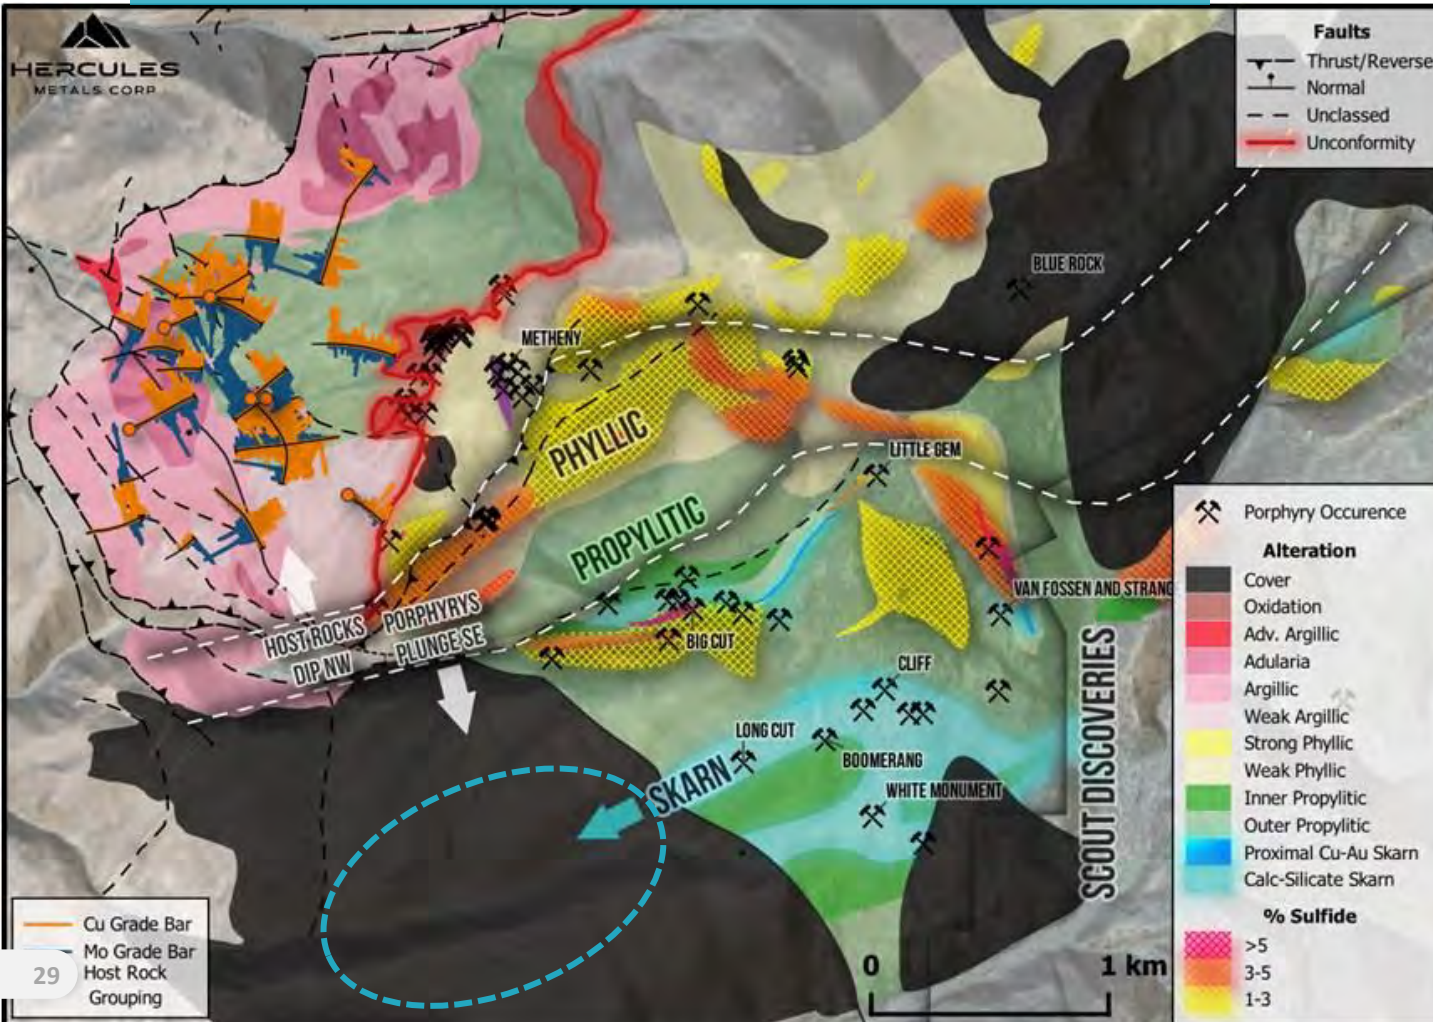 HERCULES
METALS CORP
Faults
Thrust/Reverse
Normal
Unclassed
Unconformity
BLUE ROCK
METHENY
PHYLLIC
LITTLE GEM
PROPYLITIC
VAN FOSSEN AND STRANG
HOST ROCKS
DIP NW
PORPHYRYS
PLUNGE SE
BIG CUT
CLIFF
LONG CUT
BOOMERANG
SKARN
WHITE MONUMENT
SCOUT DISCOVERIES
Porphyry Occurence
Alteration
Cover
Oxidation
Adv. Argillic
Adularia
Argillic
Weak Argillic
Strong Phyllic
Weak Phyllic
Inner Propylitic
Outer Propylitic
Proximal Cu-Au Skarn
Calc-Silicate Skarn
% Sulfide
>5
3-5
1-3
Cu Grade Bar
Mo Grade Bar
Host Rock
Grouping
29
0 1 km